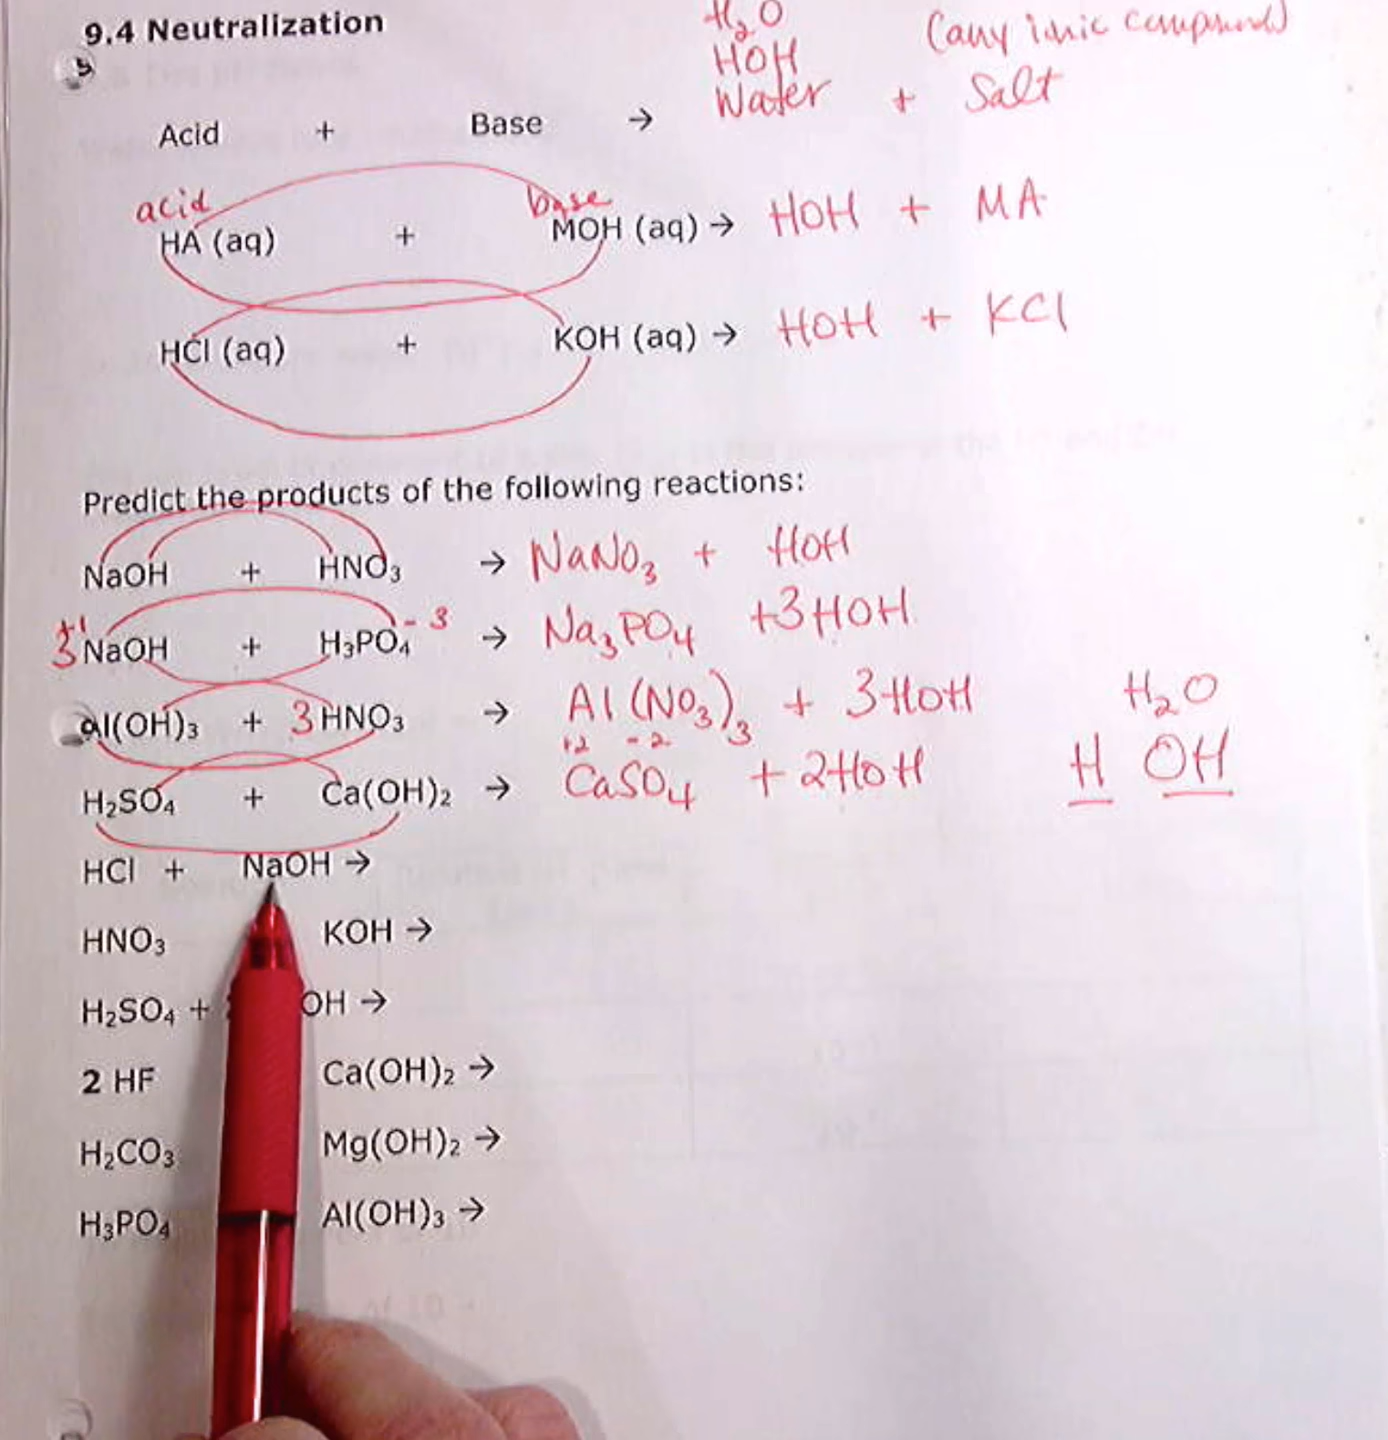 9.4 Neutralization
H₂O (any ionic compound)
HOH
Acid + Base → Water + Salt
acid base
HA (aq) + MOH (aq) → HOH + MA
HCl (aq) + KOH (aq) → HOH + KCl
Predict the products of the following reactions:
NaOH + HNO₃ → NaNO₃ + HOH
+1 -3
3 NaOH + H₃PO₄ → Na₃PO₄ + 3HOH
Al(OH)₃ + 3 HNO₃ → Al(NO₃)₃ + 3HOH H₂O
+2 -2
H₂SO₄ + Ca(OH)₂ → CaSO₄ + 2HOH H OH
HCl + NaOH →
HNO₃ KOH →
H₂SO₄ + OH →
2 HF Ca(OH)₂ →
H₂CO₃ Mg(OH)₂ →
H₃PO₄ Al(OH)₃ →